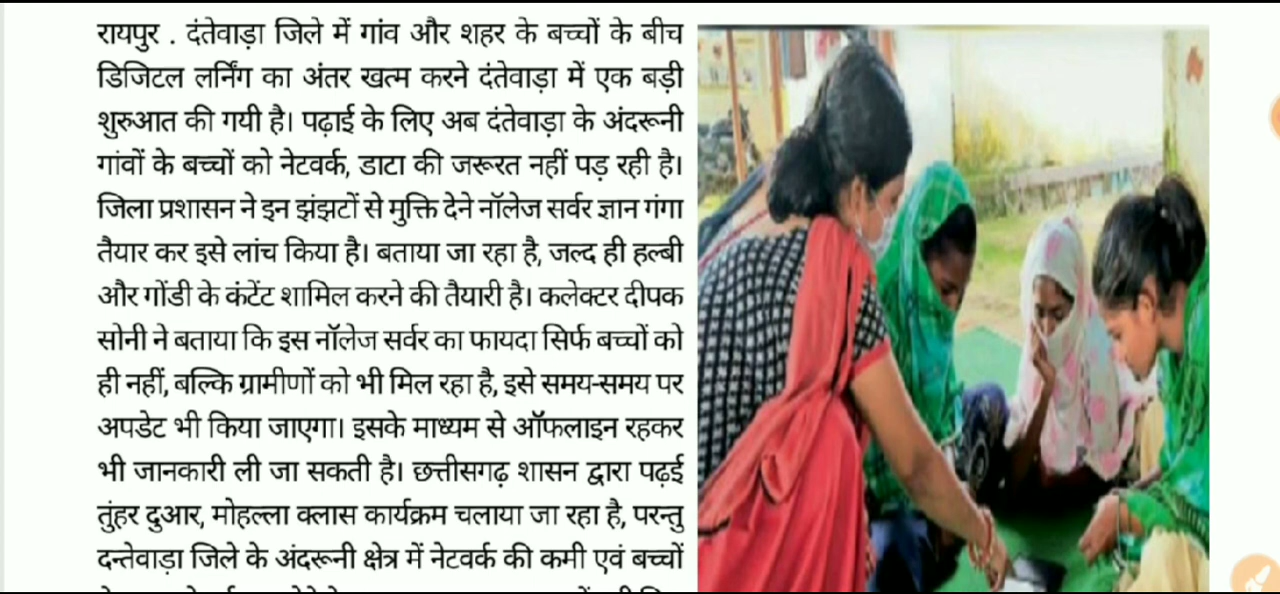 रायपुर . दंतेवाड़ा जिले में गांव और शहर के बच्चों के बीच
डिजिटल लर्निंग का अंतर खत्म करने दंतेवाड़ा में एक बड़ी
शुरुआत की गयी है। पढ़ाई के लिए अब दंतेवाड़ा के अंदरूनी
गांवों के बच्चों को नेटवर्क, डाटा की जरूरत नहीं पड़ रही है।
जिला प्रशासन ने इन झंझटों से मुक्ति देने नॉलेज सर्वर ज्ञान गंगा
तैयार कर इसे लांच किया है। बताया जा रहा है, जल्द ही हल्बी
और गोंडी के कंटेंट शामिल करने की तैयारी है। कलेक्टर दीपक
सोनी ने बताया कि इस नॉलेज सर्वर का फायदा सिर्फ बच्चों को
ही नहीं, बल्कि ग्रामीणों को भी मिल रहा है, इसे समय-समय पर
अपडेट भी किया जाएगा। इसके माध्यम से ऑफलाइन रहकर
भी जानकारी ली जा सकती है। छत्तीसगढ़ शासन द्वारा पढ़ई
तुंहर दुआर, मोहल्ला क्लास कार्यक्रम चलाया जा रहा है, परन्तु
दन्तेवाड़ा जिले के अंदरूनी क्षेत्र में नेटवर्क की कमी एवं बच्चों